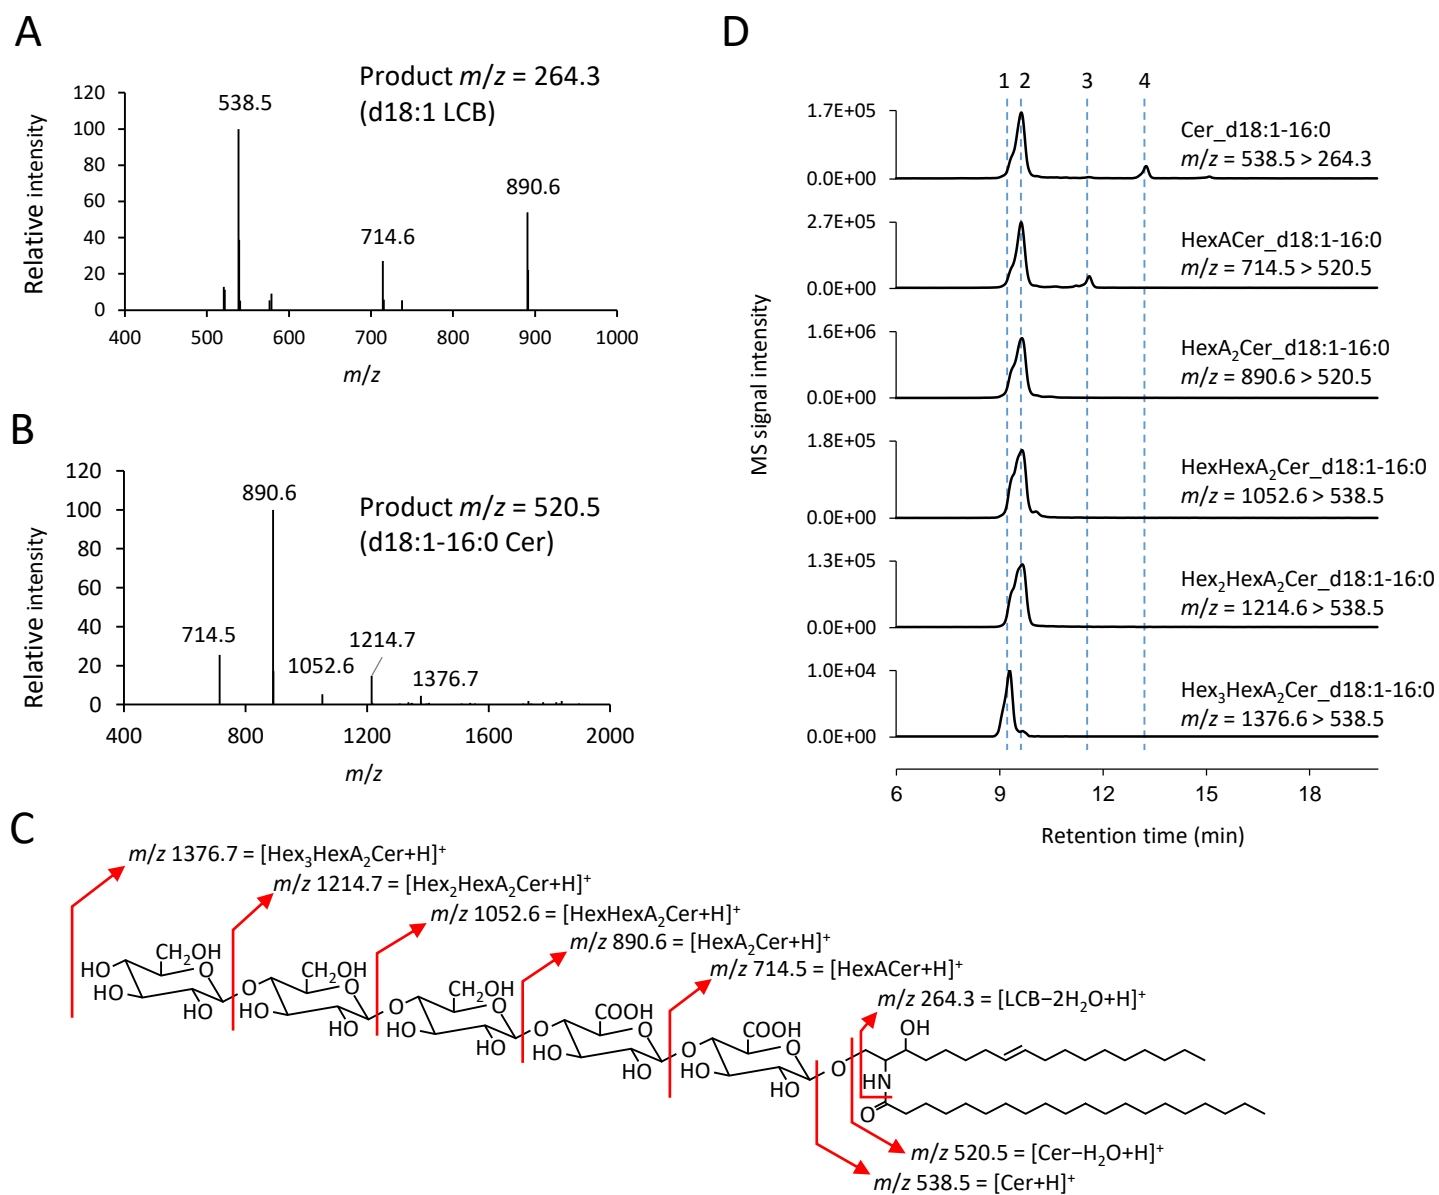 A
Product m/z = 264.3
(d18:1 LCB)
Relative intensity
120
100
80
60
40
20
0
538.5
714.6
890.6
400 500 600 700 800 900 1000
m/z
B
Product m/z = 520.5
(d18:1-16:0 Cer)
Relative intensity
120
100
80
60
40
20
0
714.5
890.6
1052.6
1214.7
1376.7
400 800 1200 1600 2000
m/z
D
1 2 3 4
MS signal intensity
1.7E+05
0.0E+00
Cer_d18:1-16:0
m/z = 538.5 > 264.3
2.7E+05
0.0E+00
HexACer_d18:1-16:0
m/z = 714.5 > 520.5
1.6E+06
0.0E+00
HexA₂Cer_d18:1-16:0
m/z = 890.6 > 520.5
1.8E+05
0.0E+00
HexHexA₂Cer_d18:1-16:0
m/z = 1052.6 > 538.5
1.3E+05
0.0E+00
Hex₂HexA₂Cer_d18:1-16:0
m/z = 1214.6 > 538.5
1.0E+04
0.0E+00
Hex₃HexA₂Cer_d18:1-16:0
m/z = 1376.6 > 538.5
6 9 12 15 18
Retention time (min)
C
m/z 1376.7 = [Hex₃HexA₂Cer+H]⁺
m/z 1214.7 = [Hex₂HexA₂Cer+H]⁺
m/z 1052.6 = [HexHexA₂Cer+H]⁺
m/z 890.6 = [HexA₂Cer+H]⁺
m/z 714.5 = [HexACer+H]⁺
m/z 264.3 = [LCB−2H₂O+H]⁺
CH₂OH
HO
O
HO
HO
O
CH₂OH
O
HO
HO
O
CH₂OH
O
HO
HO
O
COOH
O
HO
HO
O
COOH
O
HO
HO
O
OH
HN
O
m/z 520.5 = [Cer−H₂O+H]⁺
m/z 538.5 = [Cer+H]⁺